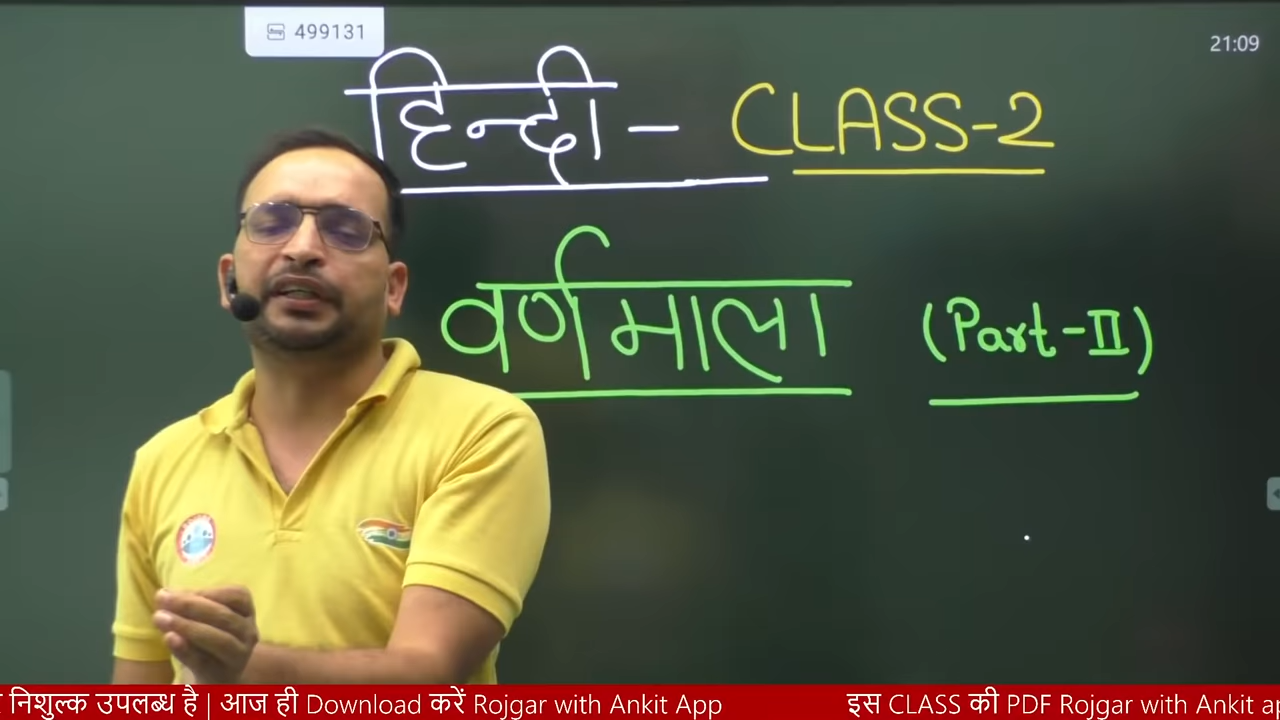 499131
21:09
हिन्दी - CLASS-2
वर्णमाला (Part-II)
निशुल्क उपलब्ध है | आज ही Download करें Rojgar with Ankit App
इस CLASS की PDF Rojgar with Ankit